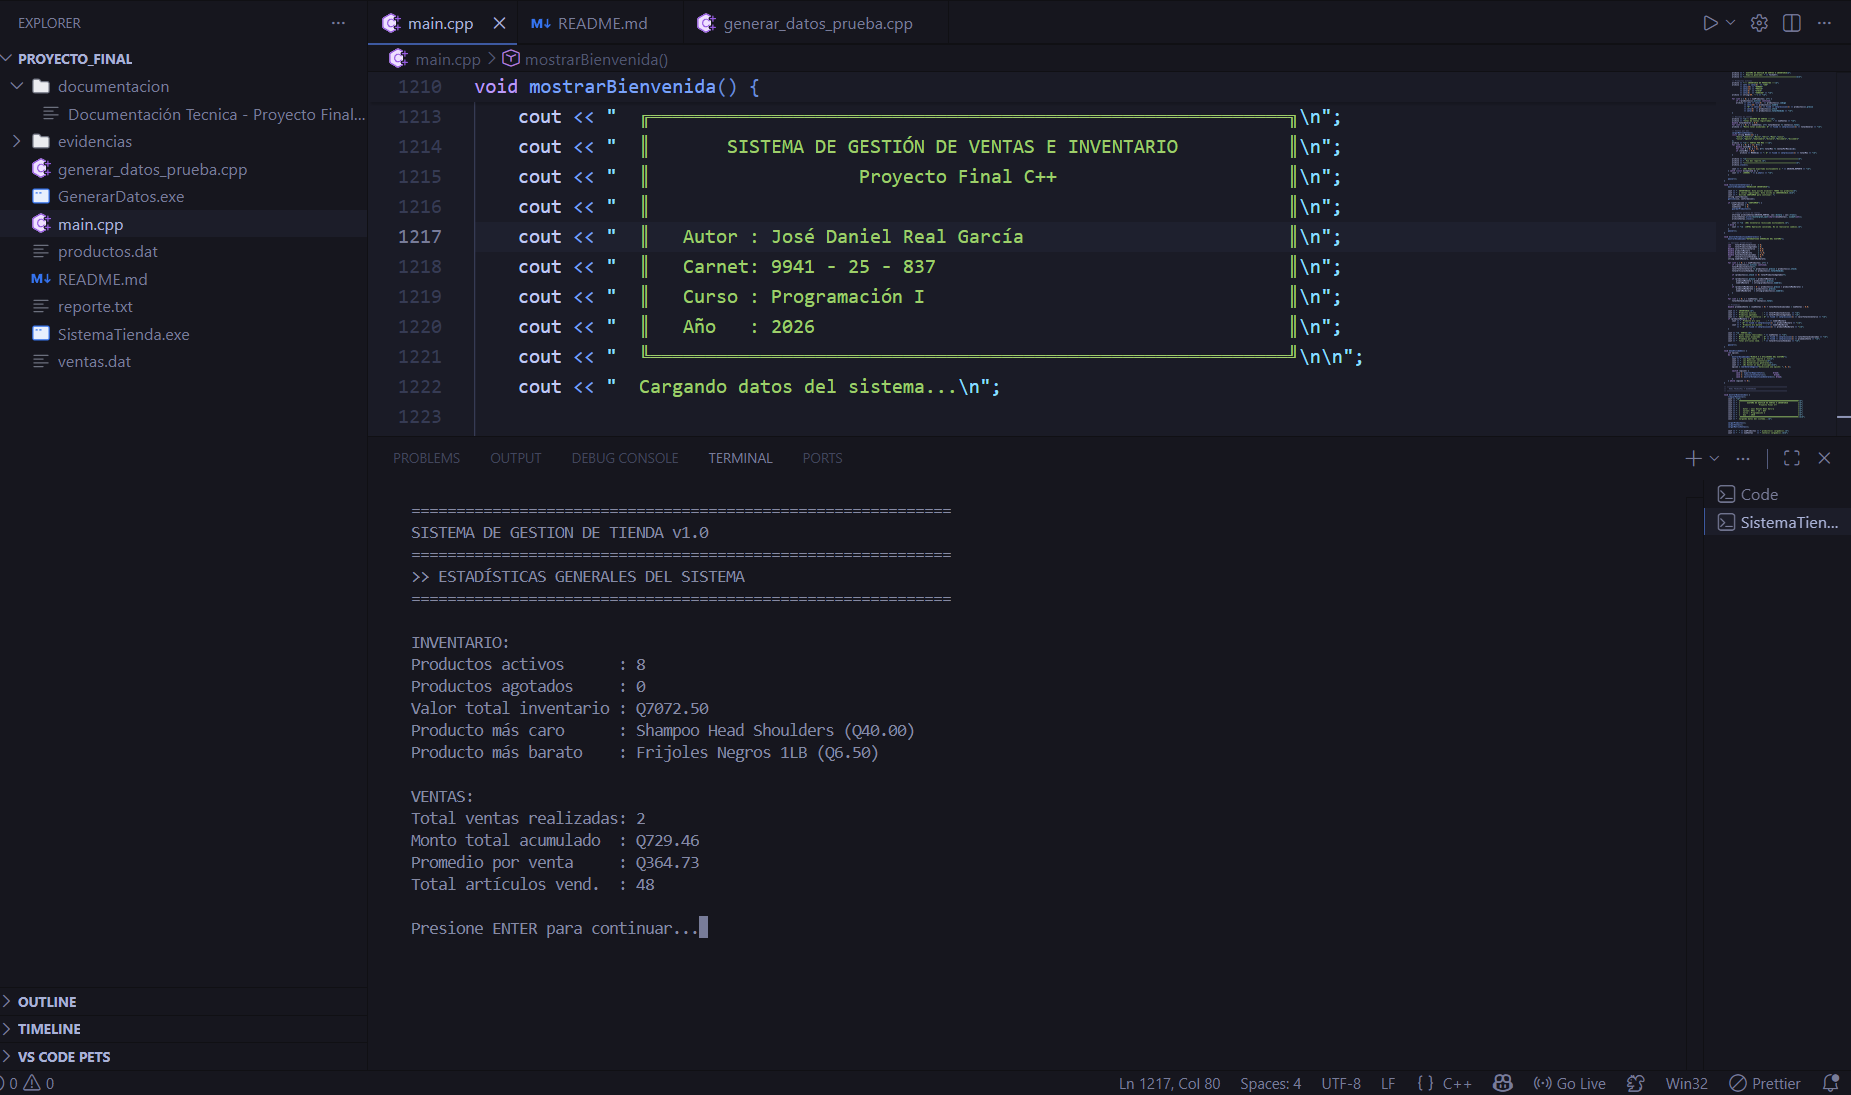 EXPLORER
PROYECTO_FINAL
documentacion
Documentación Tecnica - Proyecto Final...
evidencias
generar_datos_prueba.cpp
GenerarDatos.exe
main.cpp
productos.dat
README.md
reporte.txt
SistemaTienda.exe
ventas.dat
OUTLINE
TIMELINE
VS CODE PETS
main.cpp
README.md
generar_datos_prueba.cpp
main.cpp > mostrarBienvenida()
1210 void mostrarBienvenida() {
1213 cout << " ╔══════════════════════════════════════════════════════════╗\n";
1214 cout << " ║       SISTEMA DE GESTIÓN DE VENTAS E INVENTARIO          ║\n";
1215 cout << " ║                   Proyecto Final C++                     ║\n";
1216 cout << " ║                                                          ║\n";
1217 cout << " ║   Autor : José Daniel Real García                        ║\n";
1218 cout << " ║   Carnet: 9941 - 25 - 837                                ║\n";
1219 cout << " ║   Curso : Programación I                                 ║\n";
1220 cout << " ║   Año   : 2026                                           ║\n";
1221 cout << " ╚══════════════════════════════════════════════════════════╝\n\n";
1222 cout << "  Cargando datos del sistema...\n";
1223
PROBLEMS OUTPUT DEBUG CONSOLE TERMINAL PORTS
============================================================
SISTEMA DE GESTION DE TIENDA v1.0
============================================================
>> ESTADÍSTICAS GENERALES DEL SISTEMA
============================================================
INVENTARIO:
Productos activos      : 8
Productos agotados     : 0
Valor total inventario : Q7072.50
Producto más caro      : Shampoo Head Shoulders (Q40.00)
Producto más barato    : Frijoles Negros 1LB (Q6.50)
VENTAS:
Total ventas realizadas: 2
Monto total acumulado  : Q729.46
Promedio por venta     : Q364.73
Total artículos vend.  : 48
Presione ENTER para continuar...
Code
SistemaTien...
0 0 Ln 1217, Col 80 Spaces: 4 UTF-8 LF { } C++ Go Live Win32 Prettier